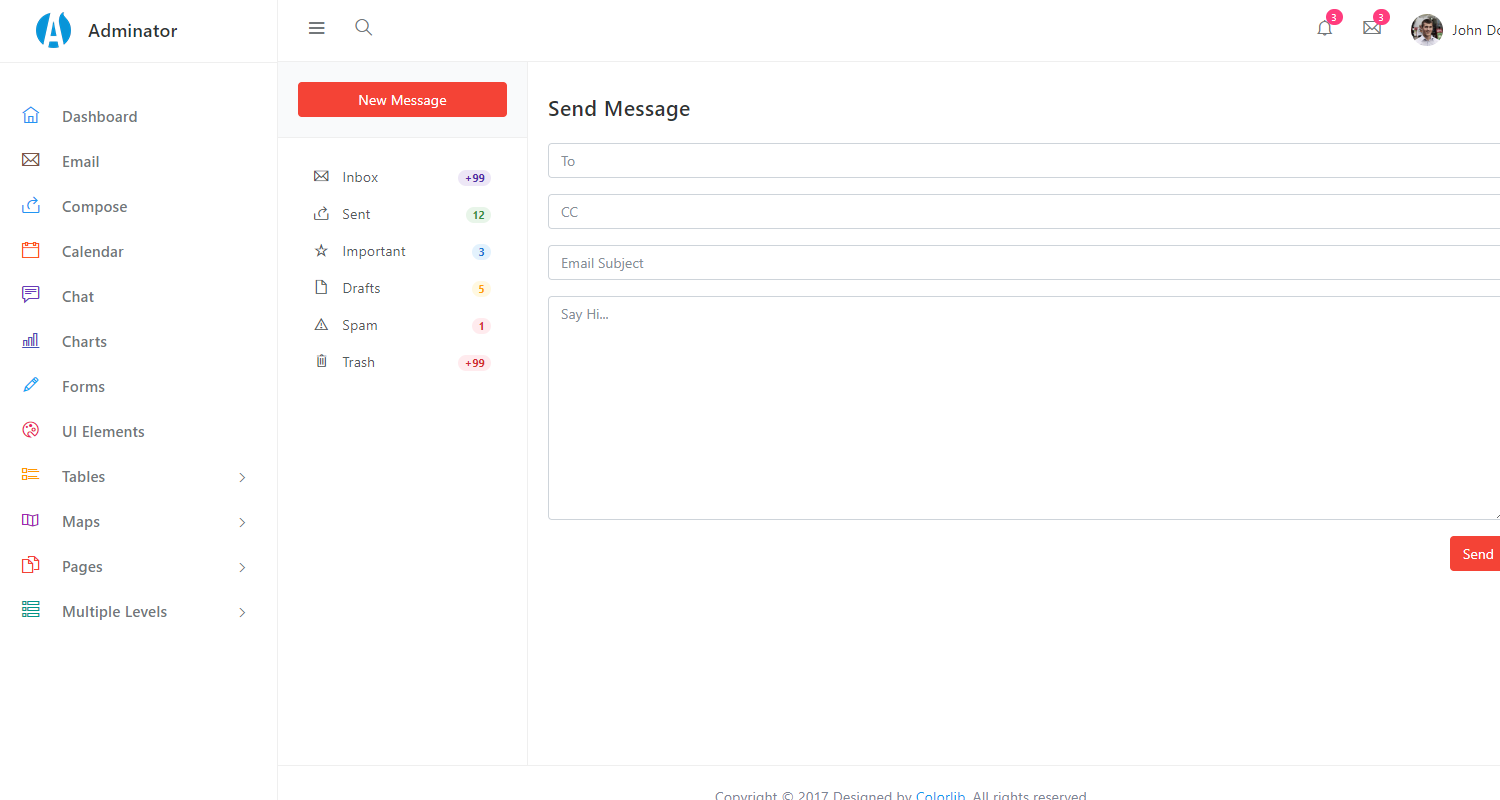 Adminator
3
3
John Do
Dashboard
Email
Compose
Calendar
Chat
Charts
Forms
UI Elements
Tables
Maps
Pages
Multiple Levels
New Message
Inbox +99
Sent 12
Important 3
Drafts 5
Spam 1
Trash +99
Send Message
To
CC
Email Subject
Say Hi...
Send
Copyright © 2017 Designed by Colorlib. All rights reserved.